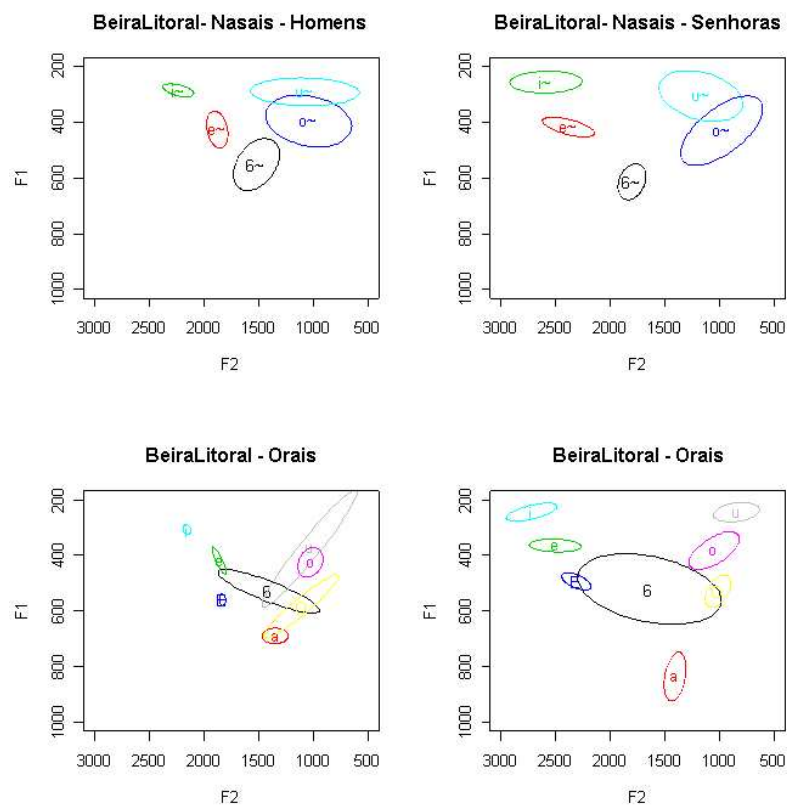 BeiraLitoral- Nasais - Homens
F1
200
400
600
800
1000
i~
u~
e~
o~
6~
3000 2500 2000 1500 1000 500
F2
BeiraLitoral- Nasais - Senhoras
F1
200
400
600
800
1000
i~
u~
e~
o~
6~
3000 2500 2000 1500 1000 500
F2
BeiraLitoral - Orais
F1
200
400
600
800
1000
i
e
o
6
E
a
3000 2500 2000 1500 1000 500
F2
BeiraLitoral - Orais
F1
200
400
600
800
1000
i
u
e
o
E
6
a
3000 2500 2000 1500 1000 500
F2